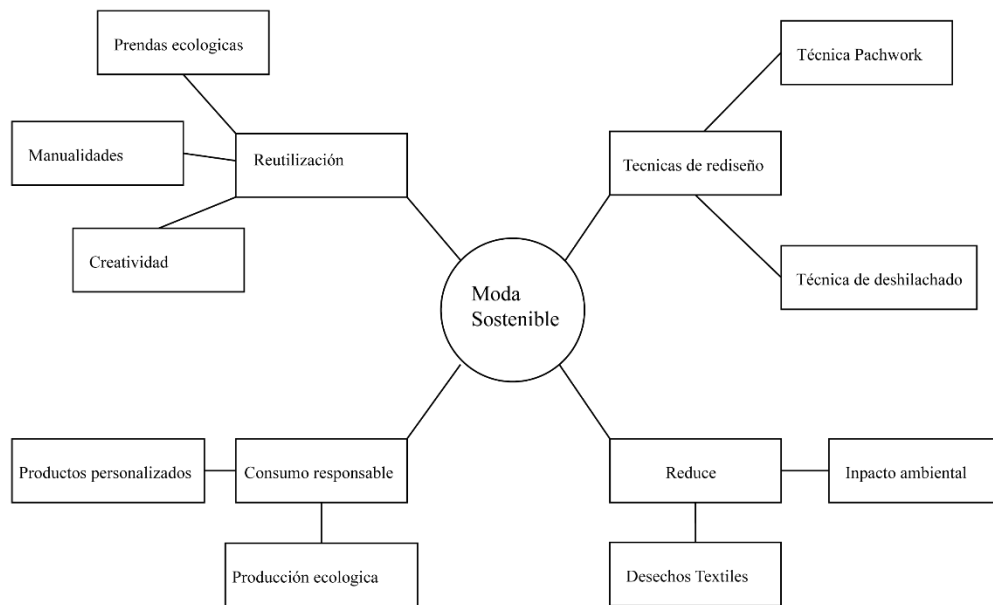 Prendas ecologicas
Manualidades
Creatividad
Reutilización
Técnica Pachwork
Tecnicas de rediseño
Técnica de deshilachado
Moda
Sostenible
Productos personalizados
Consumo responsable
Producción ecologica
Reduce
Inpacto ambiental
Desechos Textiles